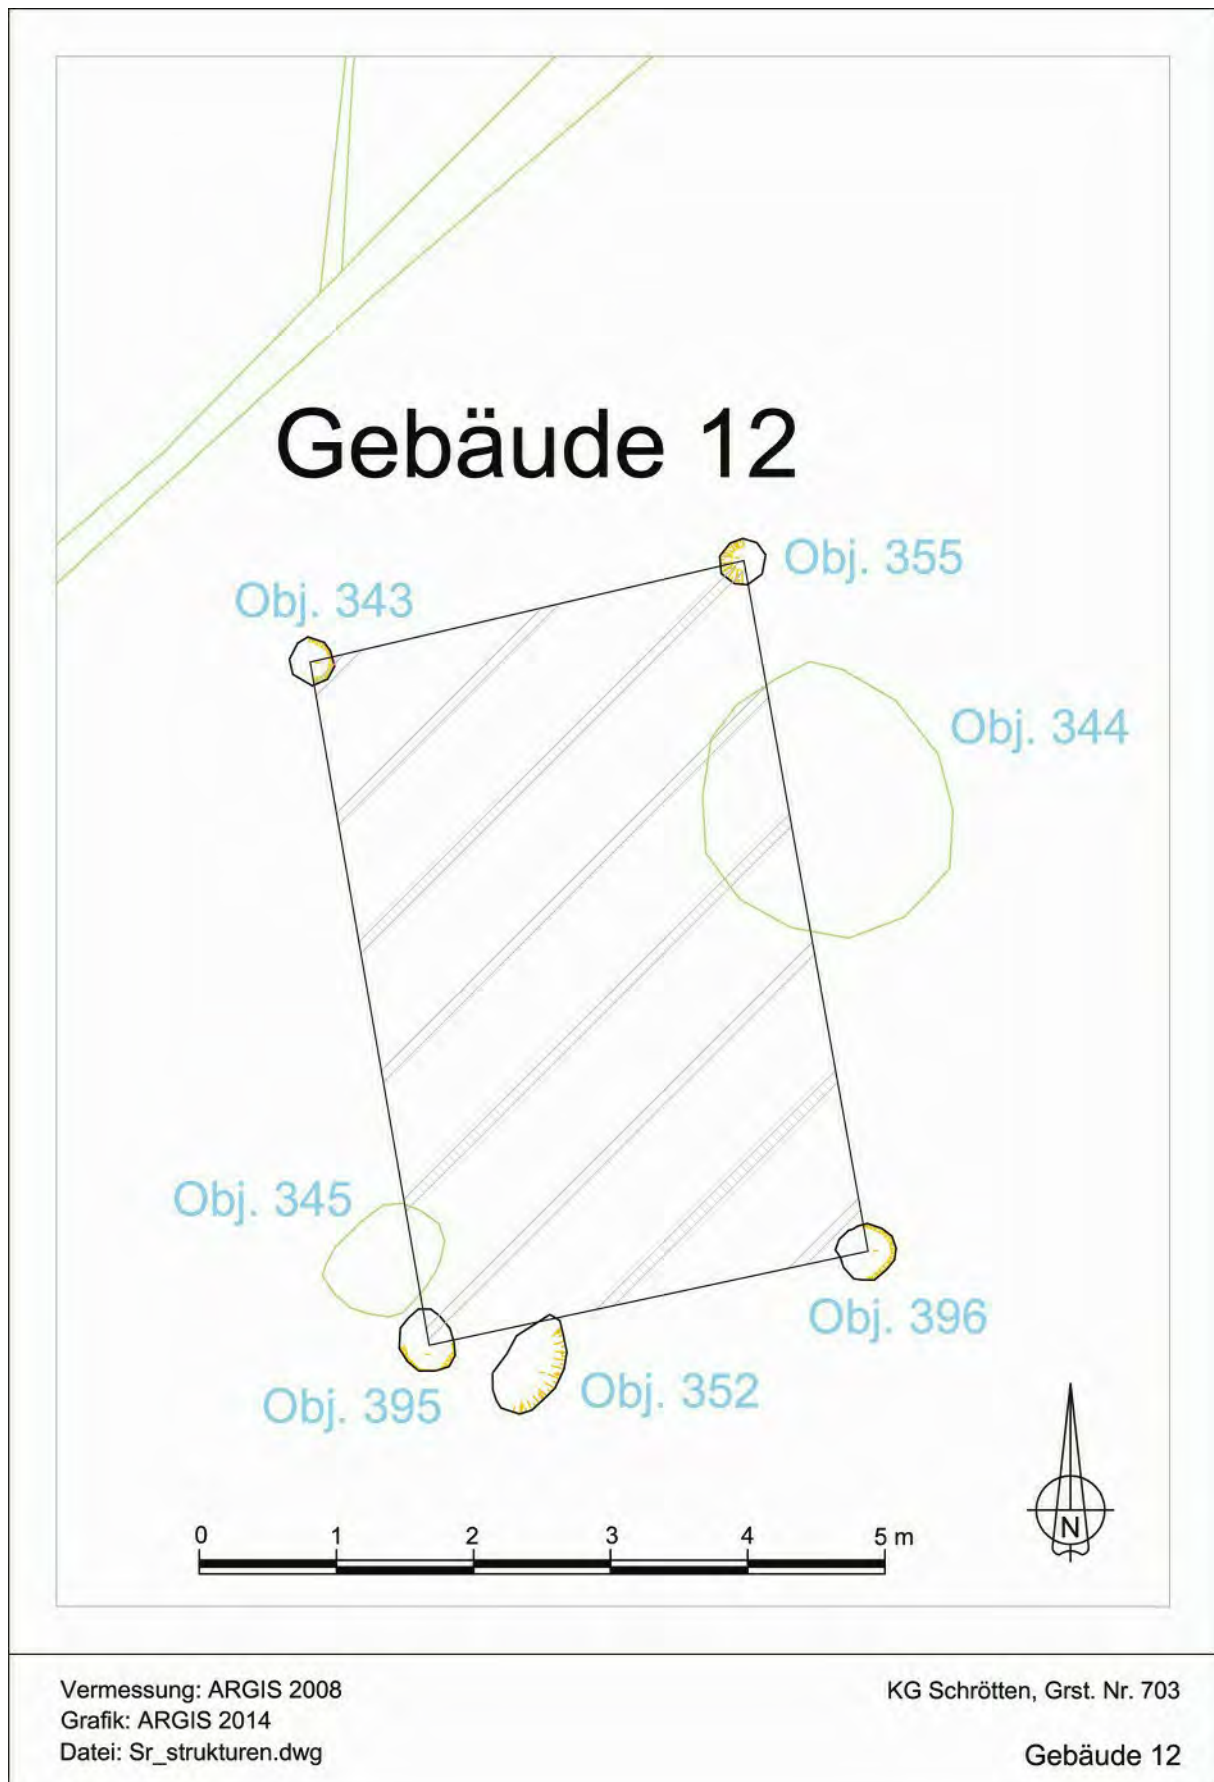 Gebäude 12
Obj. 355
Obj. 343
Obj. 344
Obj. 345
Obj. 396
Obj. 395
Obj. 352
0 1 2 3 4 5 m
N
Vermessung: ARGIS 2008
Grafik: ARGIS 2014
Datei: Sr_strukturen.dwg
KG Schrötten, Grst. Nr. 703
Gebäude 12